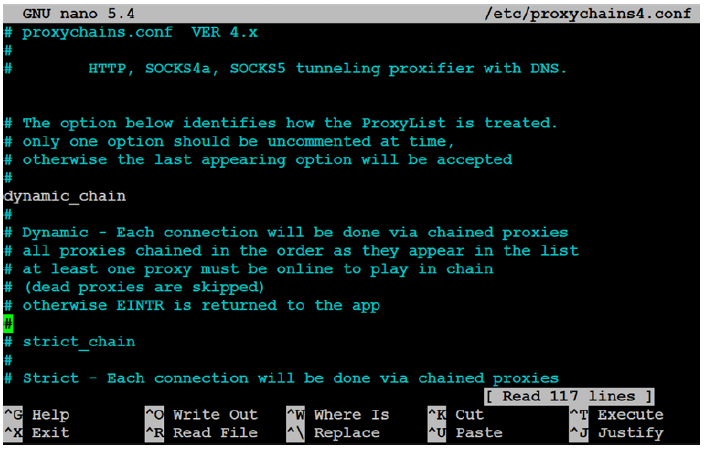 GNU nano 5.4 /etc/proxychains4.conf
# proxychains.conf  VER 4.x
#
#        HTTP, SOCKS4a, SOCKS5 tunneling proxifier with DNS.
# The option below identifies how the ProxyList is treated.
# only one option should be uncommented at time,
# otherwise the last appearing option will be accepted
#
dynamic_chain
#
# Dynamic - Each connection will be done via chained proxies
# all proxies chained in the order as they appear in the list
# at least one proxy must be online to play in chain
# (dead proxies are skipped)
# otherwise EINTR is returned to the app
#
# strict_chain
#
# Strict - Each connection will be done via chained proxies
[ Read 117 lines ]
^G Help ^O Write Out ^W Where Is ^K Cut ^T Execute
^X Exit ^R Read File ^\ Replace ^U Paste ^J Justify